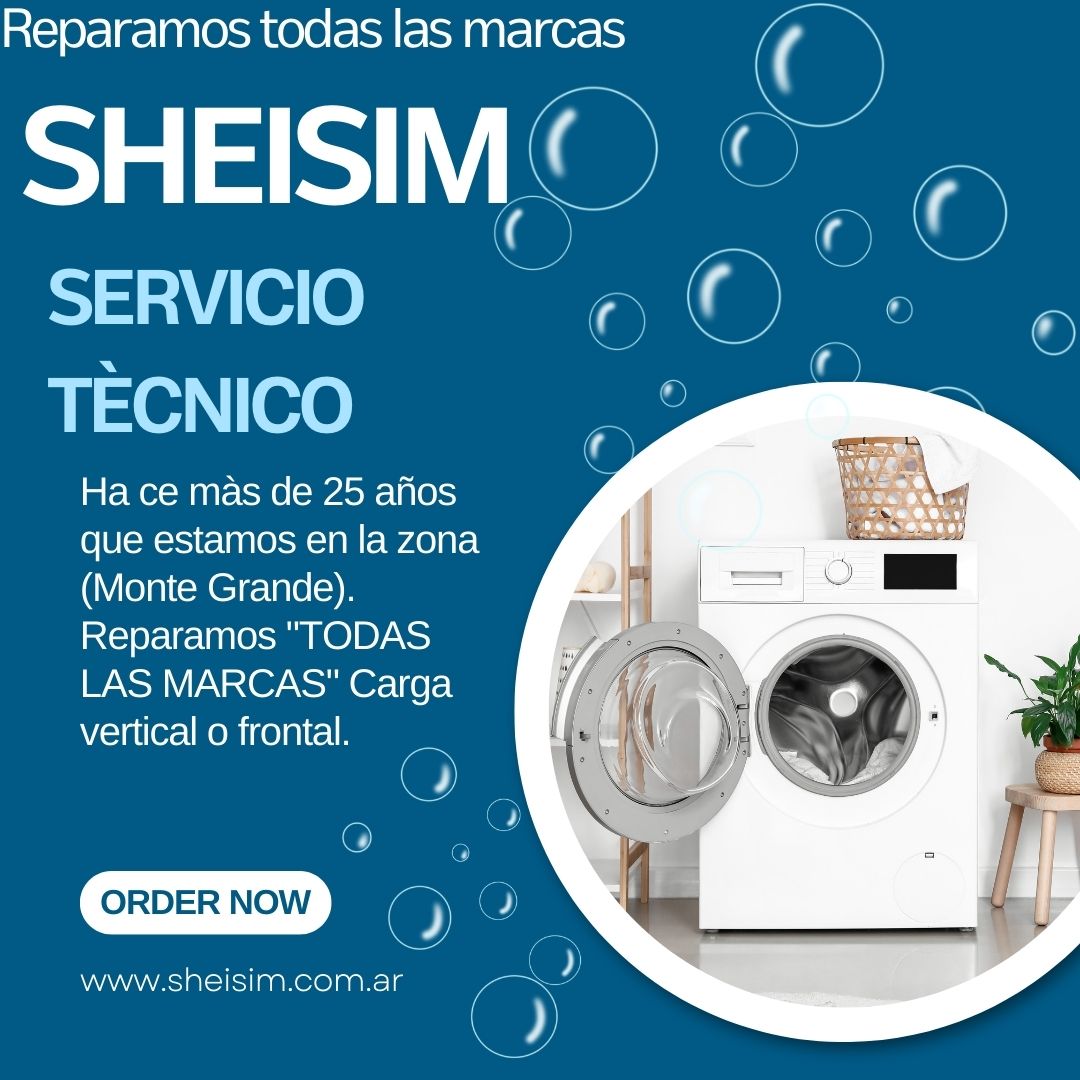 Reparamos todas las marcas
SHEISIM
SERVICIO
TÈCNICO
Ha ce màs de 25 años
que estamos en la zona
(Monte Grande).
Reparamos "TODAS
LAS MARCAS" Carga
vertical o frontal.
ORDER NOW
www.sheisim.com.ar